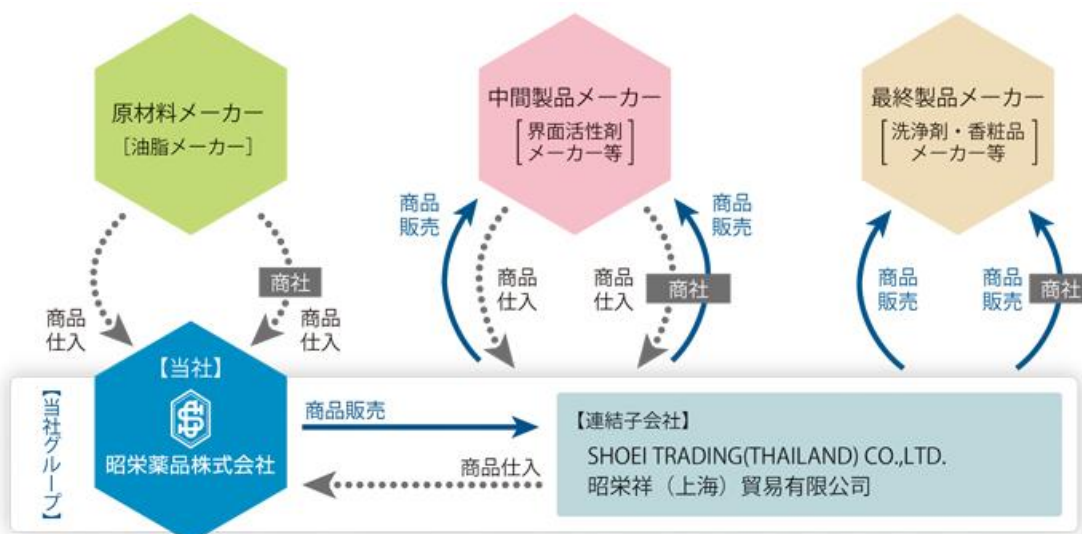 原材料メーカー
[油脂メーカー]
中間製品メーカー
[界面活性剤
メーカー等]
最終製品メーカー
[洗浄剤・香粧品
メーカー等]
商品
仕入
商社
商品
仕入
商品
販売
商品
仕入
商品
仕入
商社
商品
販売
商品
販売
商品
販売
商社
【当社グループ】
【当社】
昭栄薬品株式会社
商品販売
商品仕入
【連結子会社】
SHOEI TRADING(THAILAND) CO.,LTD.
昭栄祥（上海）貿易有限公司